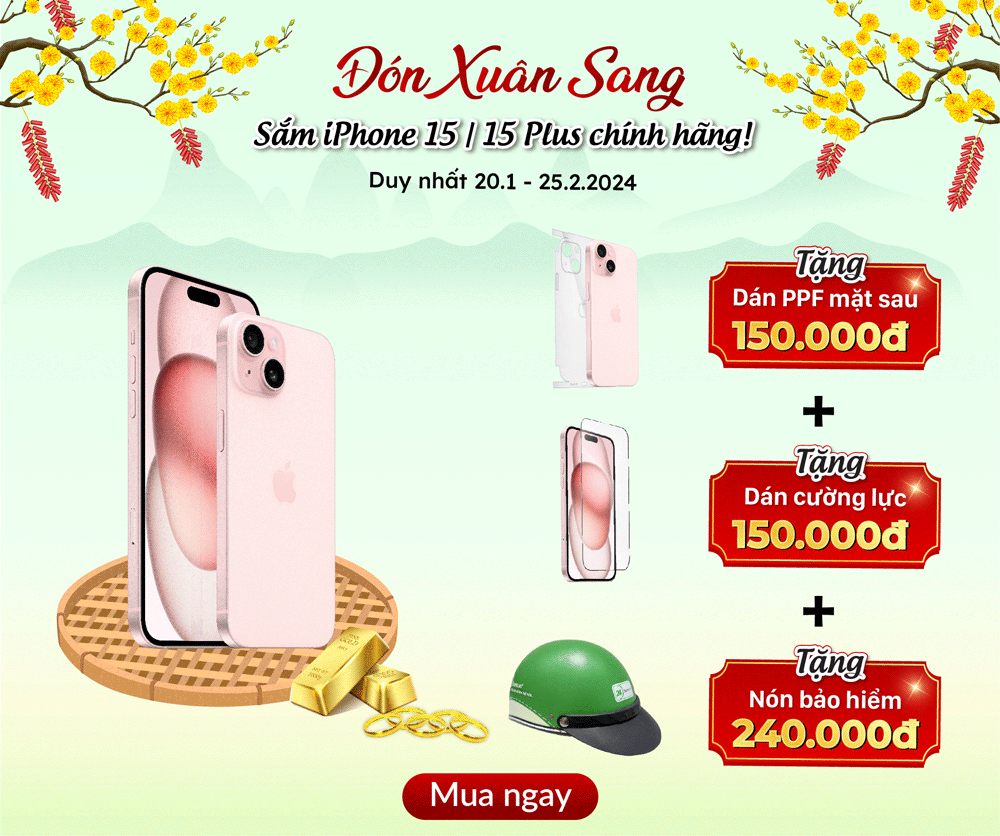 Đón Xuân Sang
Sắm iPhone 15 | 15 Plus chính hãng!
Duy nhất 20.1 - 25.2.2024
Tặng
Dán PPF mặt sau
150.000đ
+
Tặng
Dán cường lực
150.000đ
+
Tặng
Nón bảo hiểm
240.000đ
Mua ngay